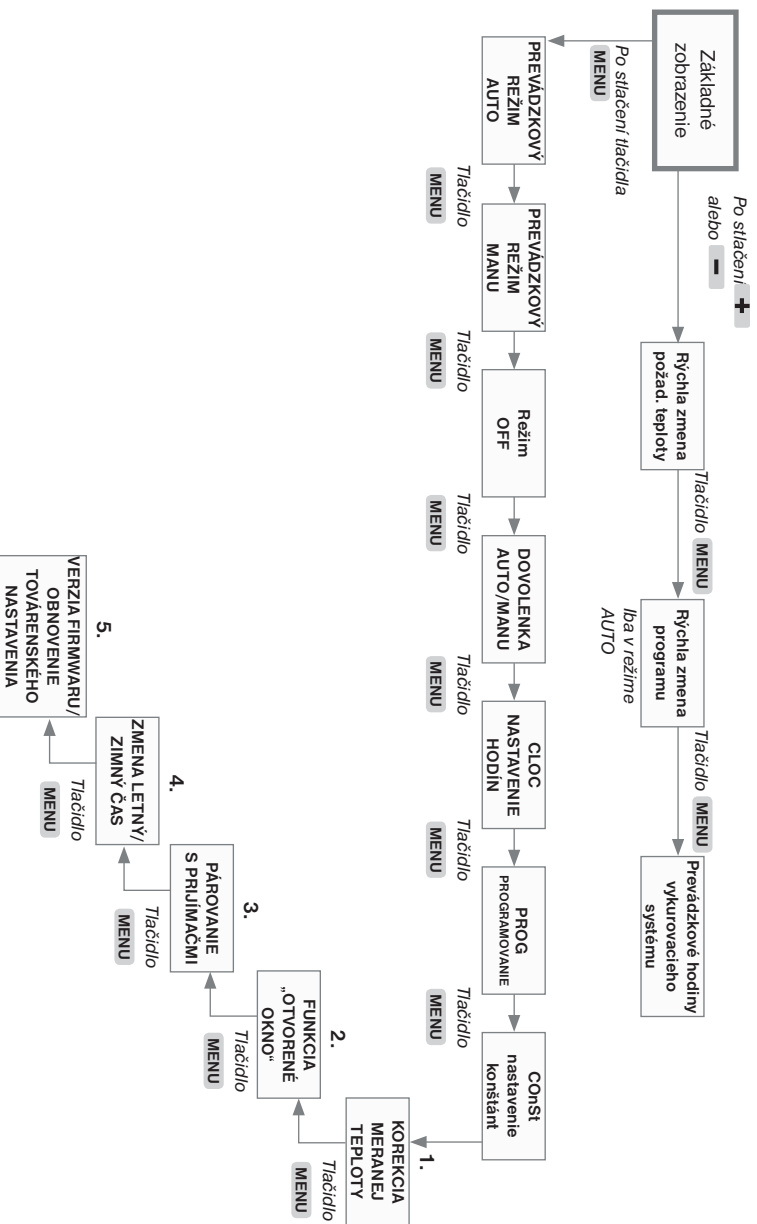 Základné
zobrazenie
Po stlačení +
alebo −
Rýchla zmena
požad. teploty
Tlačidlo MENU
Rýchla zmena
programu
Iba v režime
AUTO
Tlačidlo MENU
Prevádzkové hodiny
vykurovacieho
systému
Po stlačení tlačidla
MENU
PREVÁDZKOVÝ
REŽIM
AUTO
Tlačidlo
MENU
PREVÁDZKOVÝ
REŽIM
MANU
Tlačidlo
MENU
Režim
OFF
Tlačidlo
MENU
DOVOLENKA
AUTO/MANU
Tlačidlo
MENU
CLOC
NASTAVENIE
HODÍN
Tlačidlo
MENU
PROG
PROGRAMOVANIE
Tlačidlo
MENU
COnSt
nastavenie
konštánt
1.
KOREKCIA
MERANEJ
TEPLOTY
Tlačidlo
MENU
2.
FUNKCIA
„OTVORENÉ
OKNO“
Tlačidlo
MENU
3.
PÁROVANIE
S PRIJÍMAČMI
Tlačidlo
MENU
4.
ZMENA LETNÝ/
ZIMNÝ ČAS
Tlačidlo
MENU
5.
VERZIA FIRMWARU/
OBNOVENIE
TOVÁRENSKÉHO
NASTAVENIA